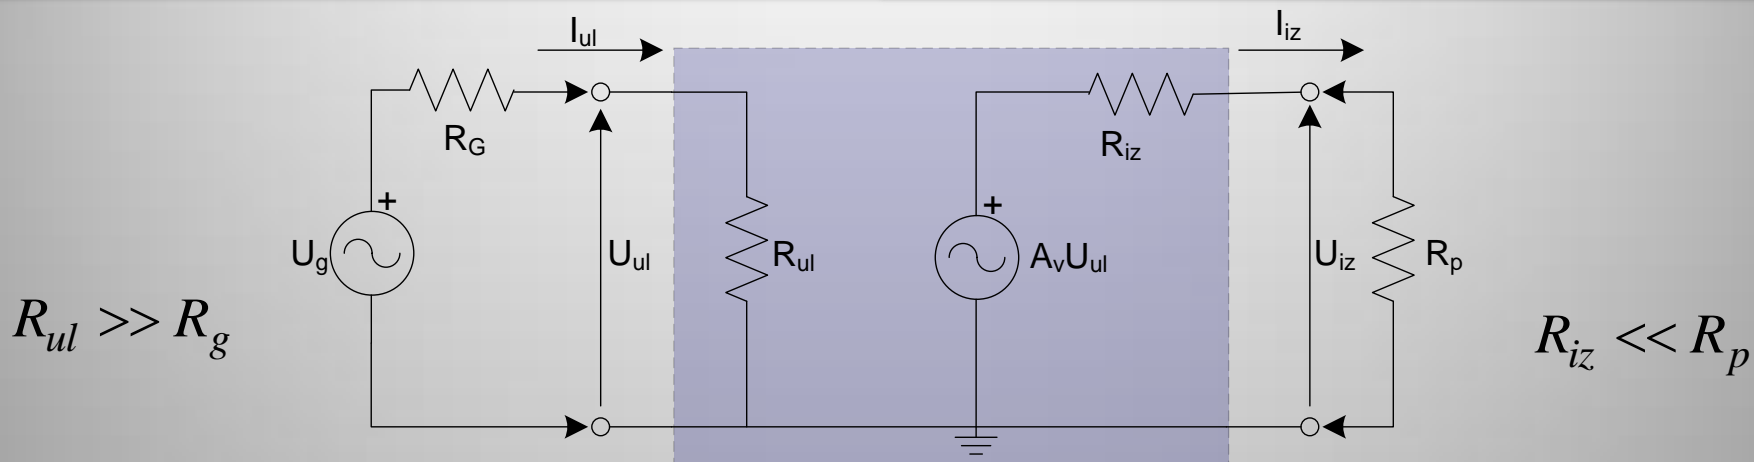 I_ul
I_iz
R_G
R_iz
+
+
U_g
U_ul
R_ul
A_vU_ul
U_iz
R_p
R_ul >> R_g
R_iz << R_p